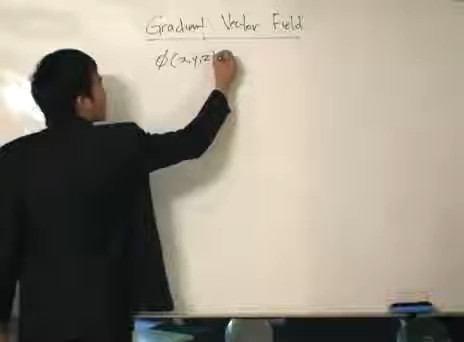 Gradient Vector Field
ϕ(x,y,z)